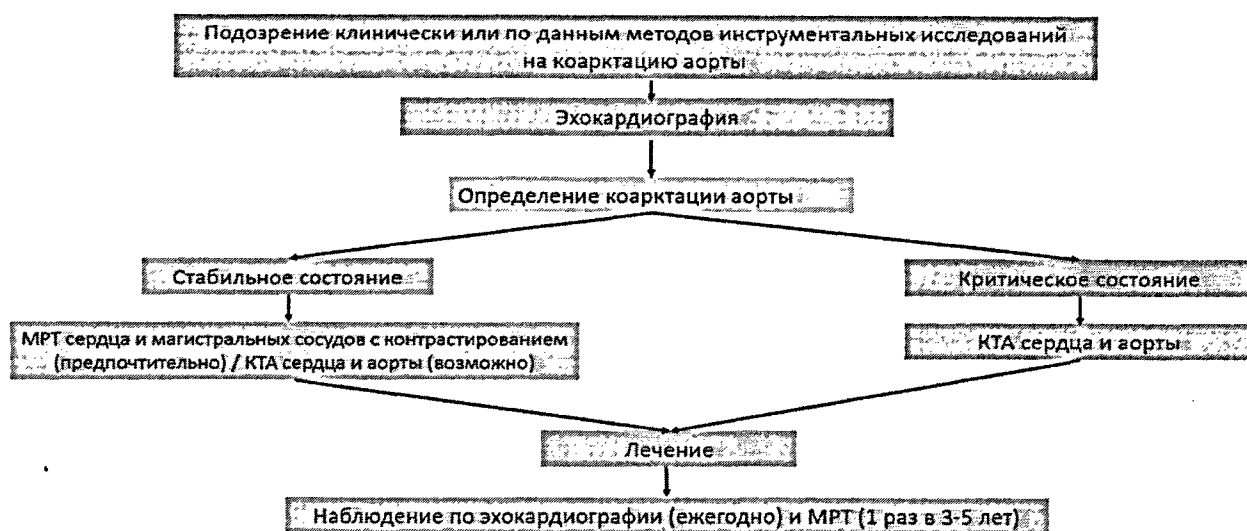 Подозрение клинически или по данным методов инструментальных исследований
на коарктацию аорты
Эхокардиография
Определение коарктации аорты
Стабильное состояние
Критическое состояние
МРТ сердца и магистральных сосудов с контрастированием
(предпочтительно) / КТА сердца и аорты (возможно)
КТА сердца и аорты
Лечение
Наблюдение по эхокардиографии (ежегодно) и МРТ (1 раз в 3-5 лет)